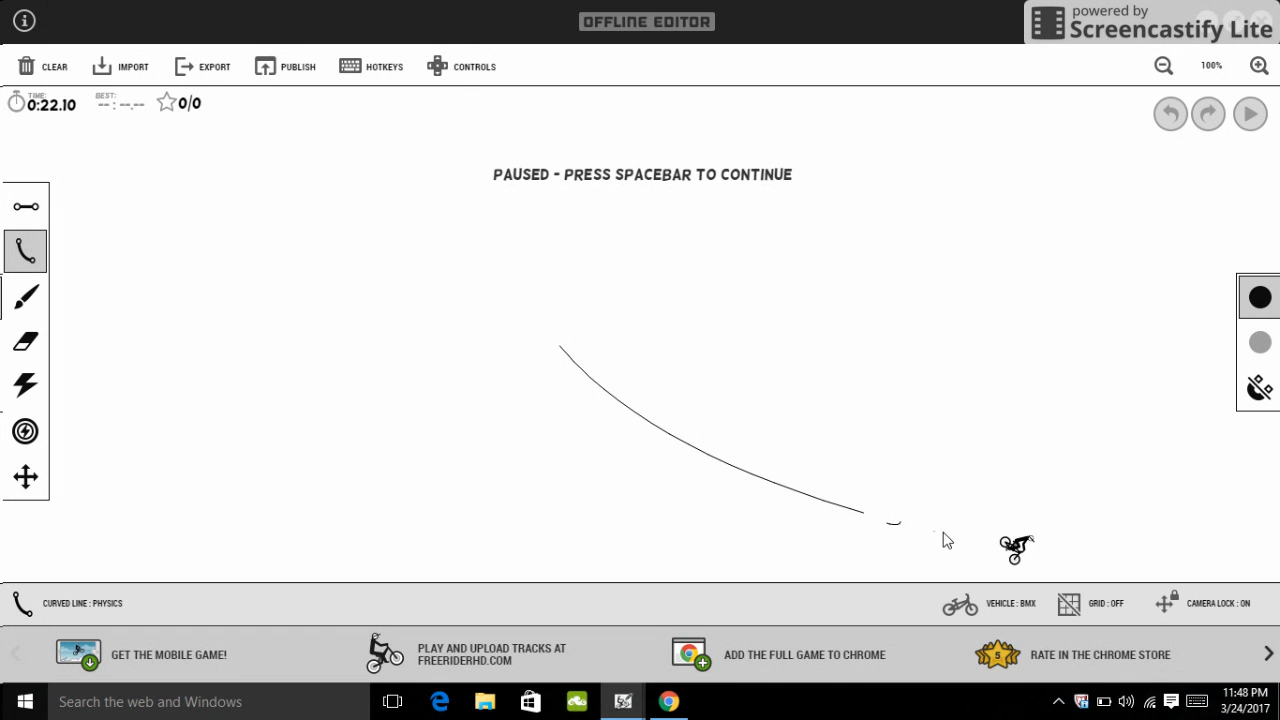 OFFLINE EDITOR
powered by
Screencastify Lite
CLEAR
IMPORT
EXPORT
PUBLISH
HOTKEYS
CONTROLS
100%
TIME:
0:22.10
BEST:
-- : --.--
0/0
PAUSED - PRESS SPACEBAR TO CONTINUE
CURVED LINE : PHYSICS
VEHICLE : BMX
GRID : OFF
CAMERA LOCK : ON
GET THE MOBILE GAME!
PLAY AND UPLOAD TRACKS AT
FREERIDERHD.COM
ADD THE FULL GAME TO CHROME
5
RATE IN THE CHROME STORE
Search the web and Windows
11:48 PM
3/24/2017